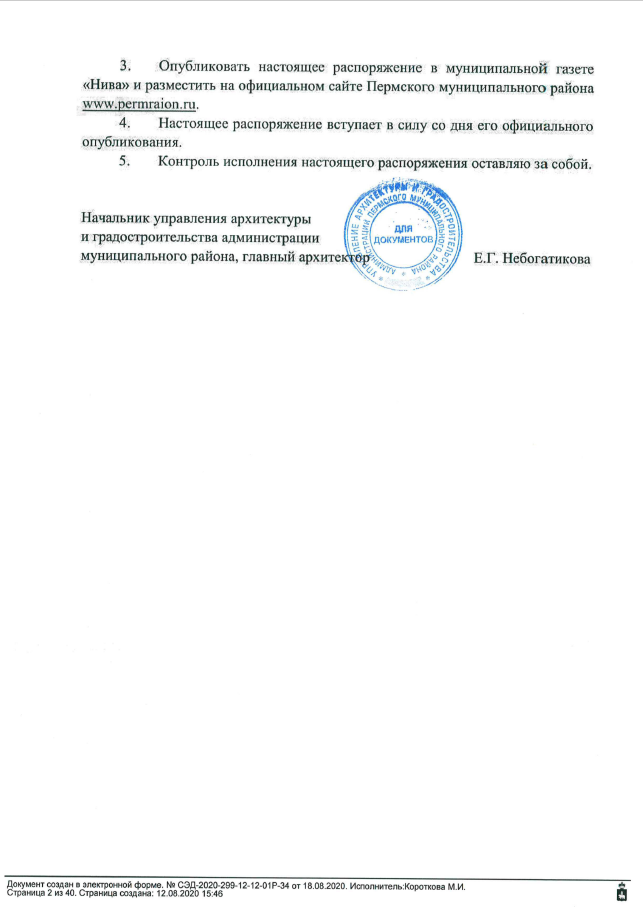 3. Опубликовать настоящее распоряжение в муниципальной газете
«Нива» и разместить на официальном сайте Пермского муниципального района
www.permraion.ru.
4. Настоящее распоряжение вступает в силу со дня его официального
опубликования.
5. Контроль исполнения настоящего распоряжения оставляю за собой.
Начальник управления архитектуры
и градостроительства администрации
муниципального района, главный архитектор
Е.Г. Небогатикова
УПРАВЛЕНИЕ АРХИТЕКТУРЫ И ГРАДОСТРОИТЕЛЬСТВА
АДМИНИСТРАЦИИ ПЕРМСКОГО МУНИЦИПАЛЬНОГО РАЙОНА
ДЛЯ
ДОКУМЕНТОВ
Документ создан в электронной форме. № СЭД-2020-299-12-12-01Р-34 от 18.08.2020. Исполнитель:Короткова М.И.
Страница 2 из 40. Страница создана: 12.08.2020 15:46